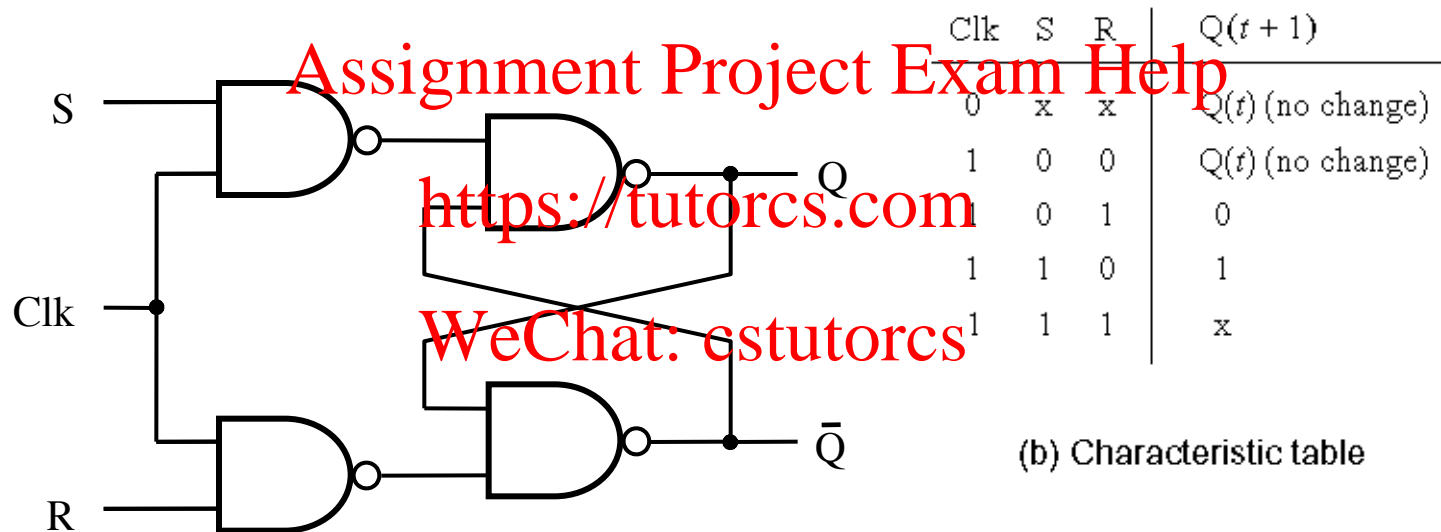 Clk S R Q(t + 1)
Assignment Project Exam Help
S
0 x x Q(t) (no change)
1 0 0 Q(t) (no change)
Q
https://tutorcs.com
1 0 1 0
1 1 0 1
Clk
WeChat: cstutorcs
1 1 1 x
Q̄
(b) Characteristic table
R